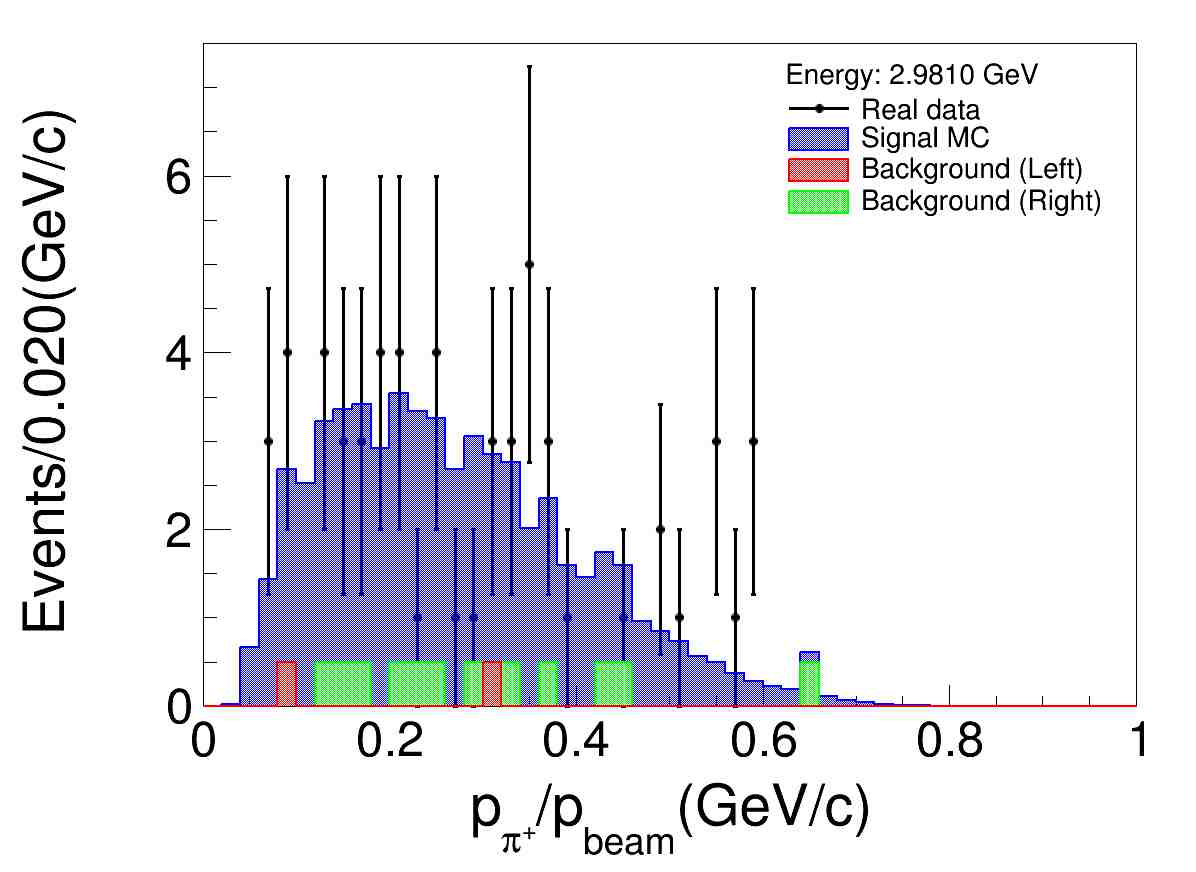 Energy: 2.9810 GeV
Real data
Signal MC
Background (Left)
Background (Right)
Events/0.020(GeV/c)
6
4
2
0
0 0.2 0.4 0.6 0.8 1
pπ+/pbeam(GeV/c)